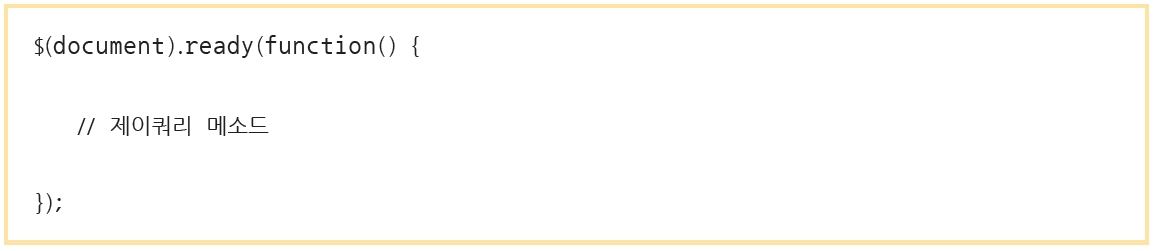 $(document).ready(function() {
// 제이쿼리 메소드
});